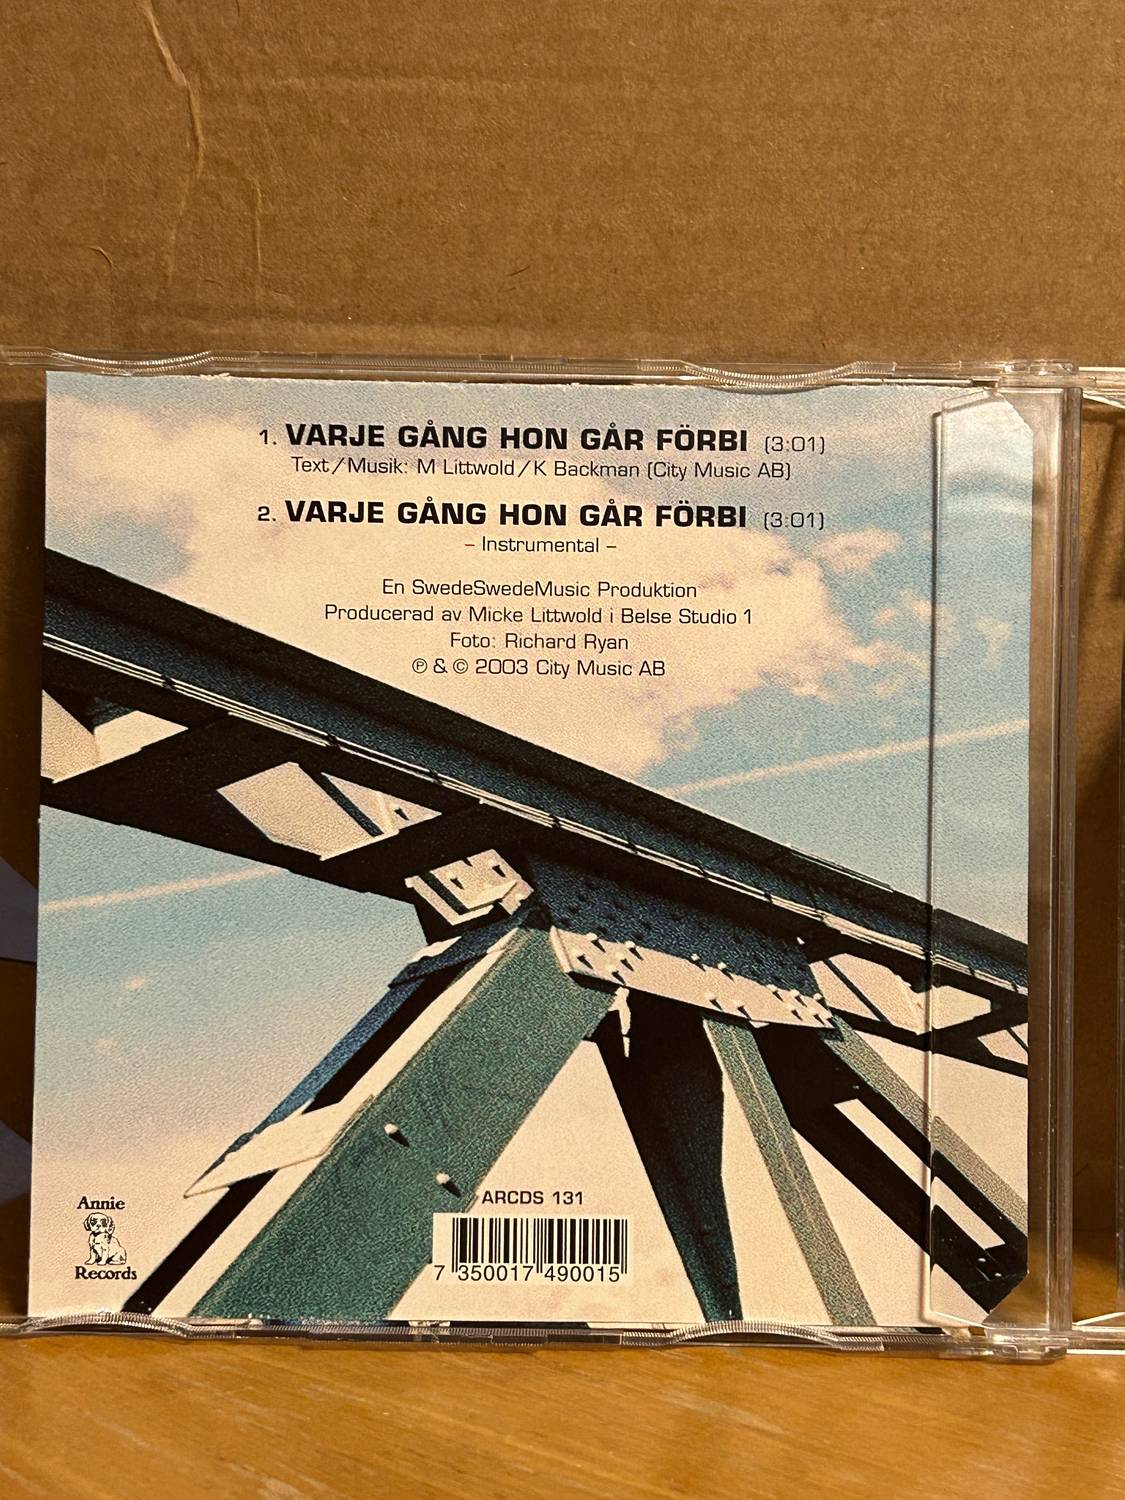 1. VARJE GÅNG HON GÅR FÖRBI (3:01)
Text/Musik: M Littwold/K Backman (City Music AB)
2. VARJE GÅNG HON GÅR FÖRBI (3:01)
– Instrumental –
En SwedeSwedeMusic Produktion
Producerad av Micke Littwold i Belse Studio 1
Foto: Richard Ryan
℗ & © 2003 City Music AB
ARCDS 131
7 350017 490015
Annie
Records